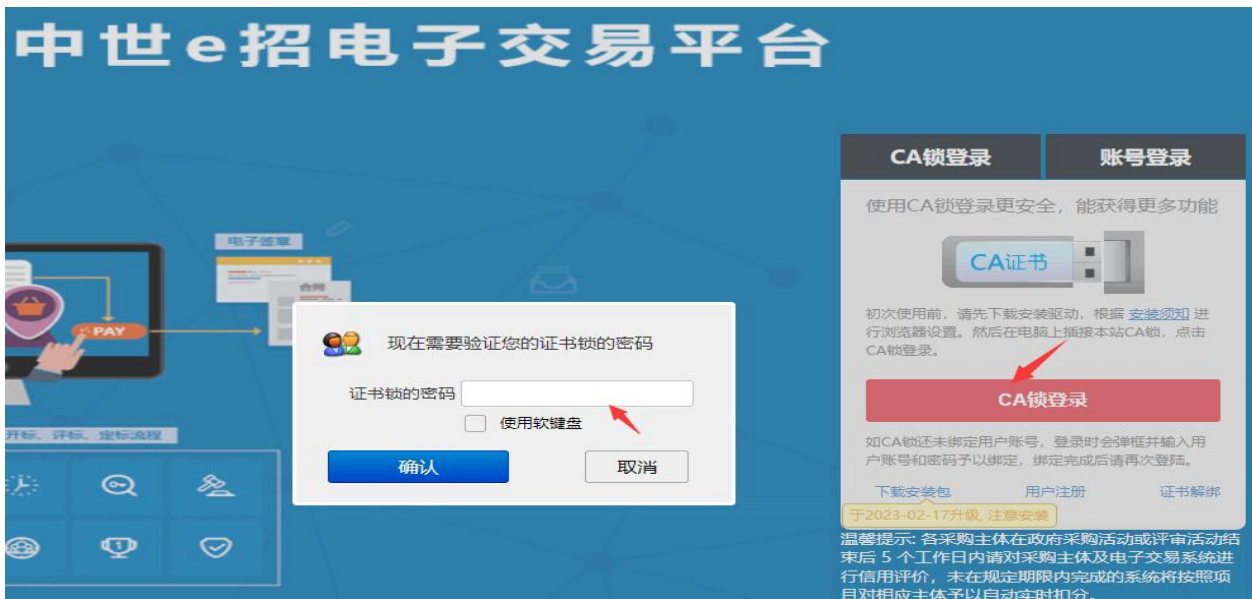 中世e招电子交易平台
CA锁登录
账号登录
使用CA锁登录更安全，能获得更多功能
CA证书
初次使用前，请先下载安装驱动，根据 安装须知 进
行浏览器设置。然后在电脑上插接本站CA锁，点击
CA锁登录。
CA锁登录
如CA锁还未绑定用户账号，登录时会弹框并输入用
户账号和密码予以绑定，绑定完成后请再次登陆。
下载安装包
用户注册
证书解绑
于2023-02-17升级, 注意安装
温馨提示: 各采购主体在政府采购活动或评审活动结
束后 5 个工作日内请对采购主体及电子交易系统进
行信用评价，未在规定期限内完成的系统将按照项
目对相应主体予以自动实时扣分。
电子签章
合同
PAY
现在需要验证您的证书锁的密码
证书锁的密码
使用软键盘
确认
取消
开标、评标、定标流程